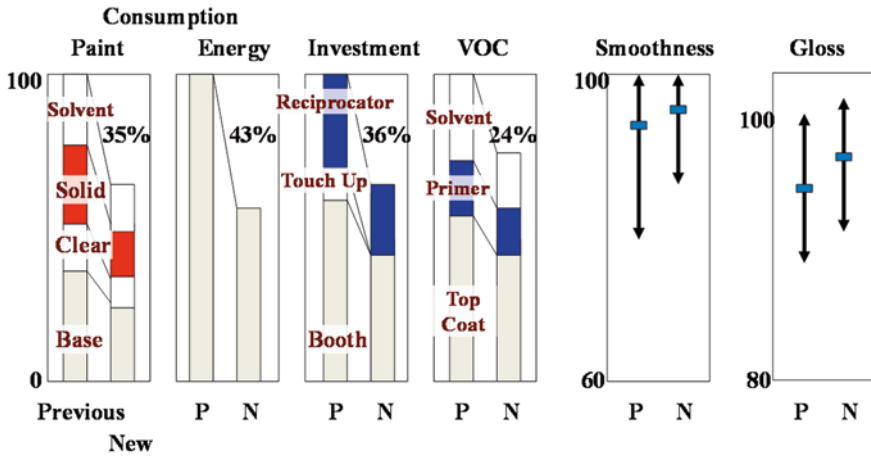 Consumption
Paint Energy Investment VOC Smoothness Gloss
100
Solvent
35%
Solid
Clear
Base
0
43%
Reciprocator
36%
Touch Up
Booth
Solvent
24%
Primer
Top
Coat
100
60
100
80
Previous P N P N P N P N P N
New